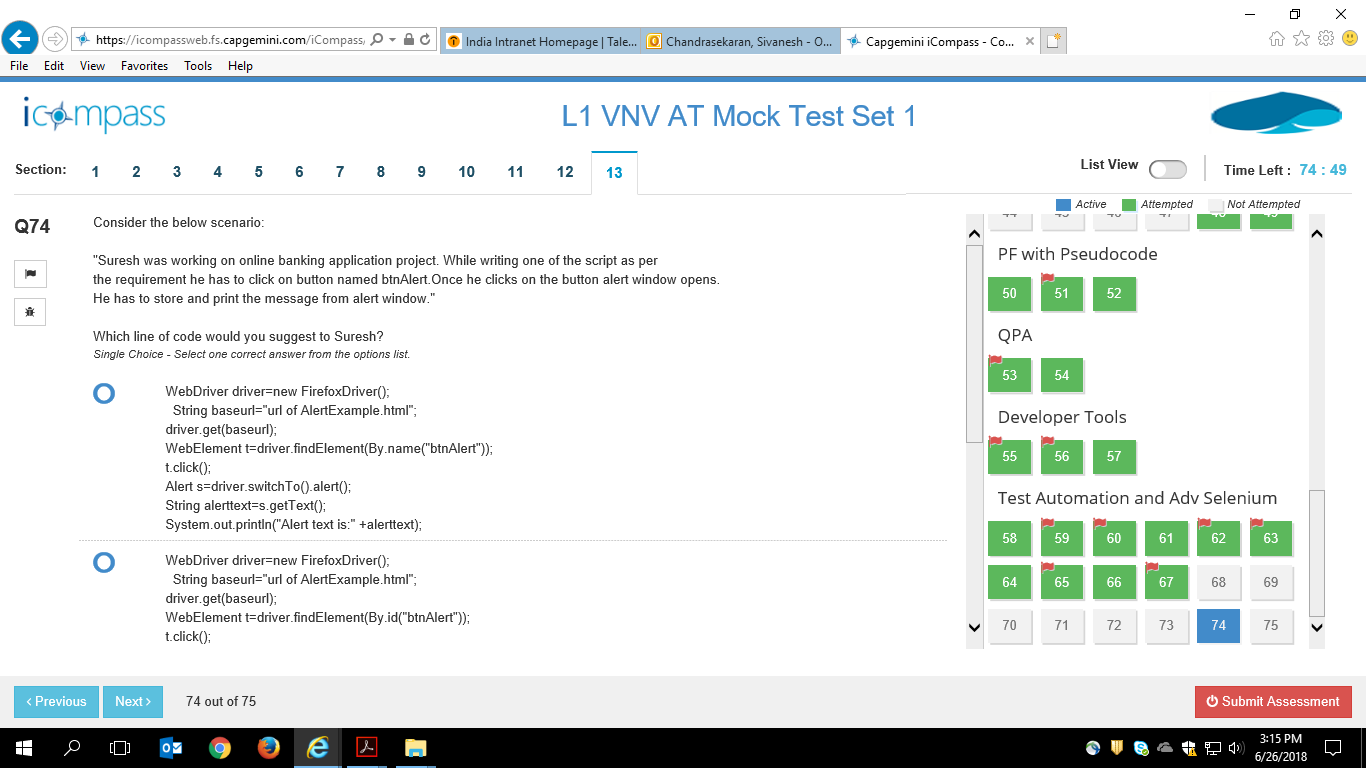 https://icompassweb.fs.capgemini.com/iCompass,
India Intranet Homepage | Tale...
Chandrasekaran, Sivanesh - O...
Capgemini iCompass - Co...
File Edit View Favorites Tools Help
icompass
L1 VNV AT Mock Test Set 1
Section: 1 2 3 4 5 6 7 8 9 10 11 12 13
List View
Time Left : 74 : 49
Active Attempted Not Attempted
Q74
Consider the below scenario:
"Suresh was working on online banking application project. While writing one of the script as per
the requirement he has to click on button named btnAlert.Once he clicks on the button alert window opens.
He has to store and print the message from alert window."
Which line of code would you suggest to Suresh?
Single Choice - Select one correct answer from the options list.
WebDriver driver=new FirefoxDriver();
String baseurl="url of AlertExample.html";
driver.get(baseurl);
WebElement t=driver.findElement(By.name("btnAlert"));
t.click();
Alert s=driver.switchTo().alert();
String alerttext=s.getText();
System.out.println("Alert text is:" +alerttext);
WebDriver driver=new FirefoxDriver();
String baseurl="url of AlertExample.html";
driver.get(baseurl);
WebElement t=driver.findElement(By.id("btnAlert"));
t.click();
44 45 46 47 48 49
PF with Pseudocode
50 51 52
QPA
53 54
Developer Tools
55 56 57
Test Automation and Adv Selenium
58 59 60 61 62 63
64 65 66 67 68 69
70 71 72 73 74 75
< Previous
Next >
74 out of 75
Submit Assessment
3:15 PM
6/26/2018